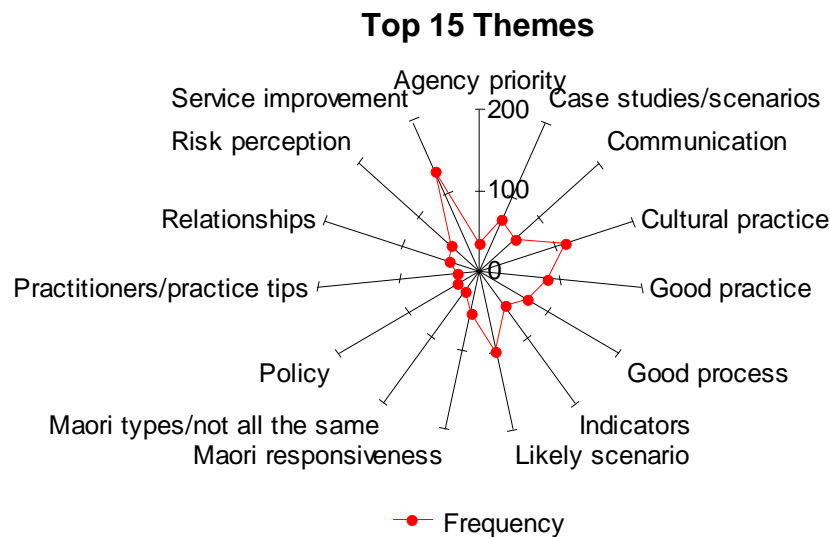 Top 15 Themes
Agency priority
Service improvement
200
Case studies/scenarios
Risk perception
Communication
100
Relationships
Cultural practice
0
Practitioners/practice tips
Good practice
Policy
Good process
Maori types/not all the same
Indicators
Maori responsiveness
Likely scenario
Frequency